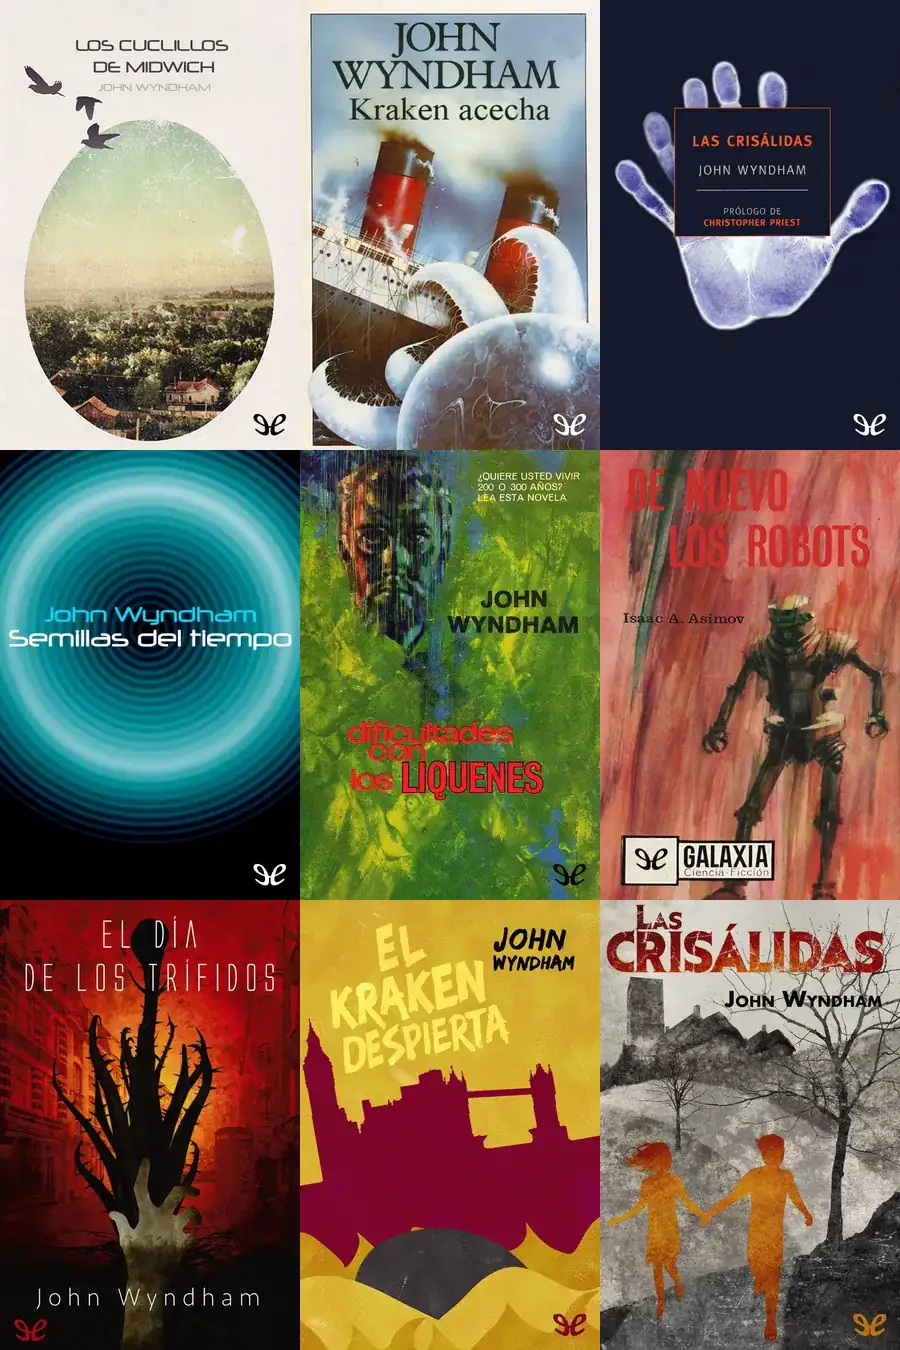 LOS CUCLILLOS
DE MIDWICH
JOHN WYNDHAM
JOHN
WYNDHAM
Kraken acecha
LAS CRISÁLIDAS
JOHN WYNDHAM
PRÓLOGO DE
CHRISTOPHER PRIEST
John Wyndham
Semillas del tiempo
¿QUIERE USTED VIVIR
200 O 300 AÑOS?
LEA ESTA NOVELA
JOHN
WYNDHAM
dificultades
con
los LIQUENES
DE NUEVO
LOS ROBOTS
Isaac A. Asimov
GALAXIA
Ciencia-Ficción
EL DÍA
DE LOS TRÍFIDOS
John Wyndham
EL
KRAKEN
DESPIERTA
JOHN
WYNDHAM
LAS
CRISÁLIDAS
JOHN WYNDHAM